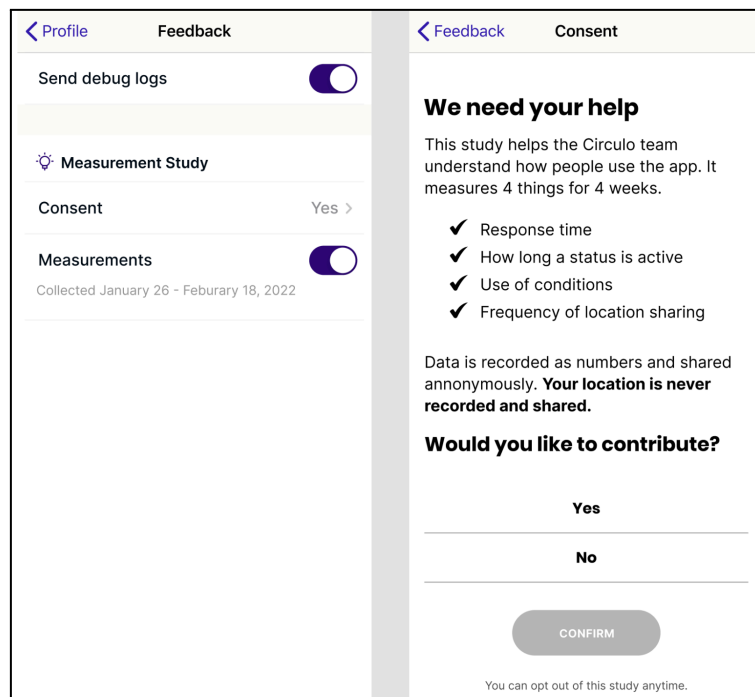 Profile
Feedback
Send debug logs
Measurement Study
Consent
Yes >
Measurements
Collected January 26 - Feburary 18, 2022
Feedback
Consent
We need your help
This study helps the Circulo team
understand how people use the app. It
measures 4 things for 4 weeks.
Response time
How long a status is active
Use of conditions
Frequency of location sharing
Data is recorded as numbers and shared
annonymously. Your location is never
recorded and shared.
Would you like to contribute?
Yes
No
CONFIRM
You can opt out of this study anytime.